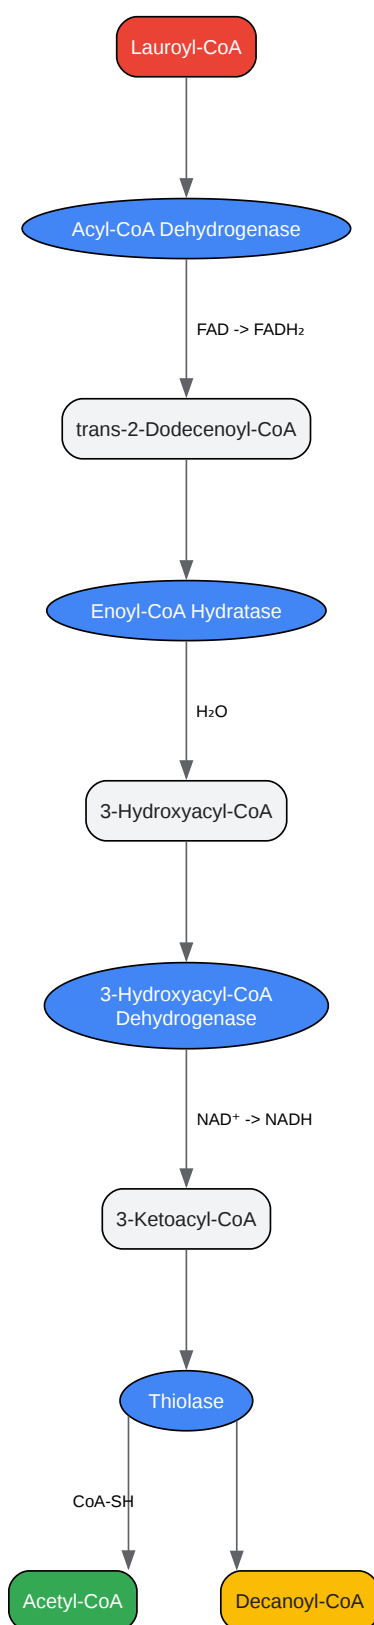 Lauroyl-CoA
Acyl-CoA Dehydrogenase
FAD -> FADH₂
trans-2-Dodecenoyl-CoA
Enoyl-CoA Hydratase
H₂O
3-Hydroxyacyl-CoA
3-Hydroxyacyl-CoA
Dehydrogenase
NAD⁺ -> NADH
3-Ketoacyl-CoA
Thiolase
CoA-SH
Acetyl-CoA
Decanoyl-CoA